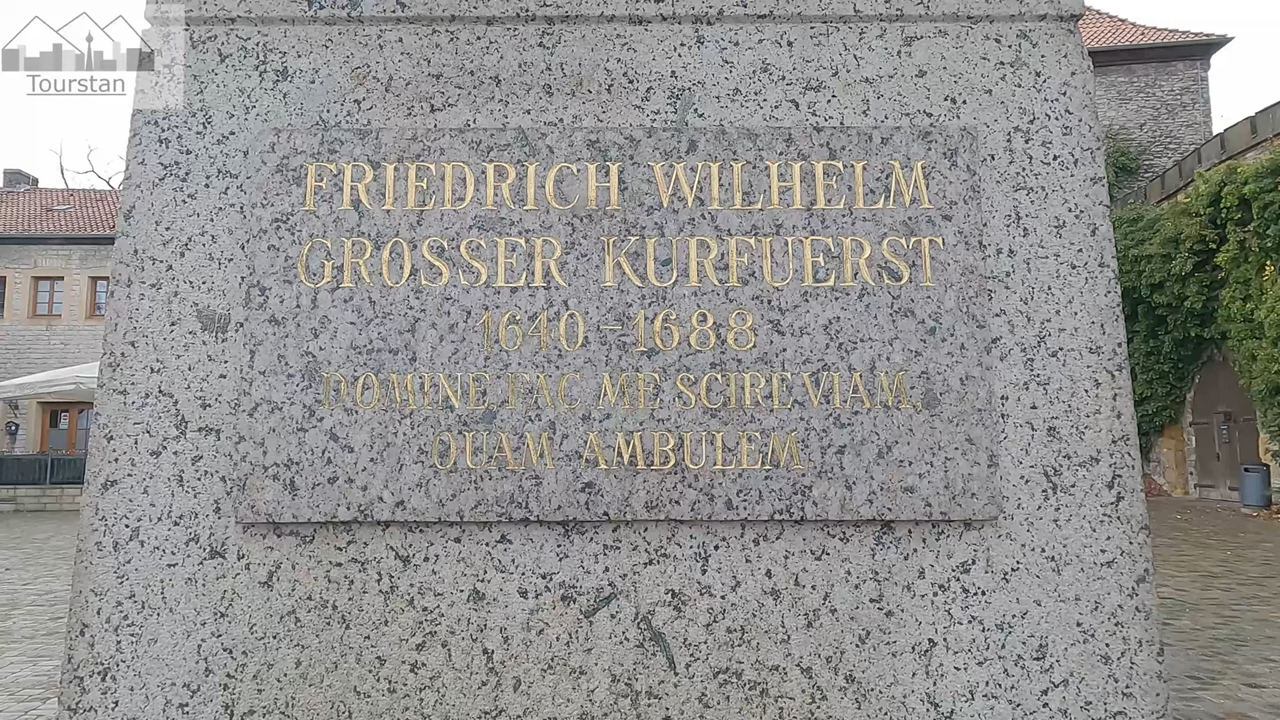 Tourstan
FRIEDRICH WILHELM
GROSSER KURFUERST
1640-1688
DOMINE FAC ME SCIRE VIAM,
QUAM AMBULEM